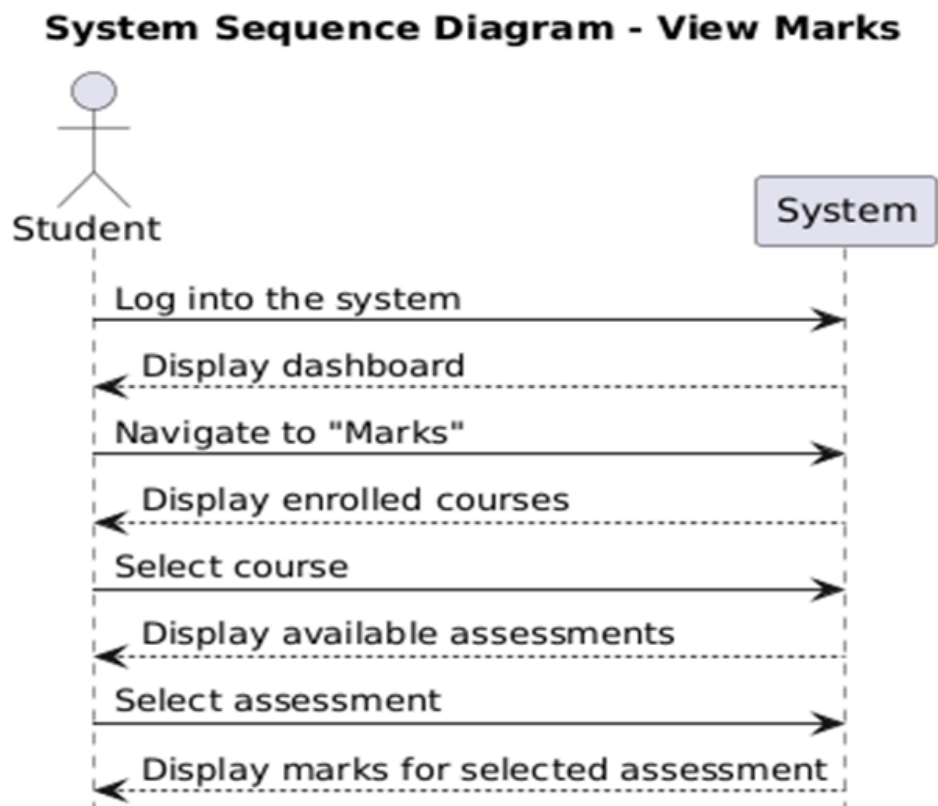 System Sequence Diagram - View Marks
Student
System
Log into the system
Display dashboard
Navigate to "Marks"
Display enrolled courses
Select course
Display available assessments
Select assessment
Display marks for selected assessment